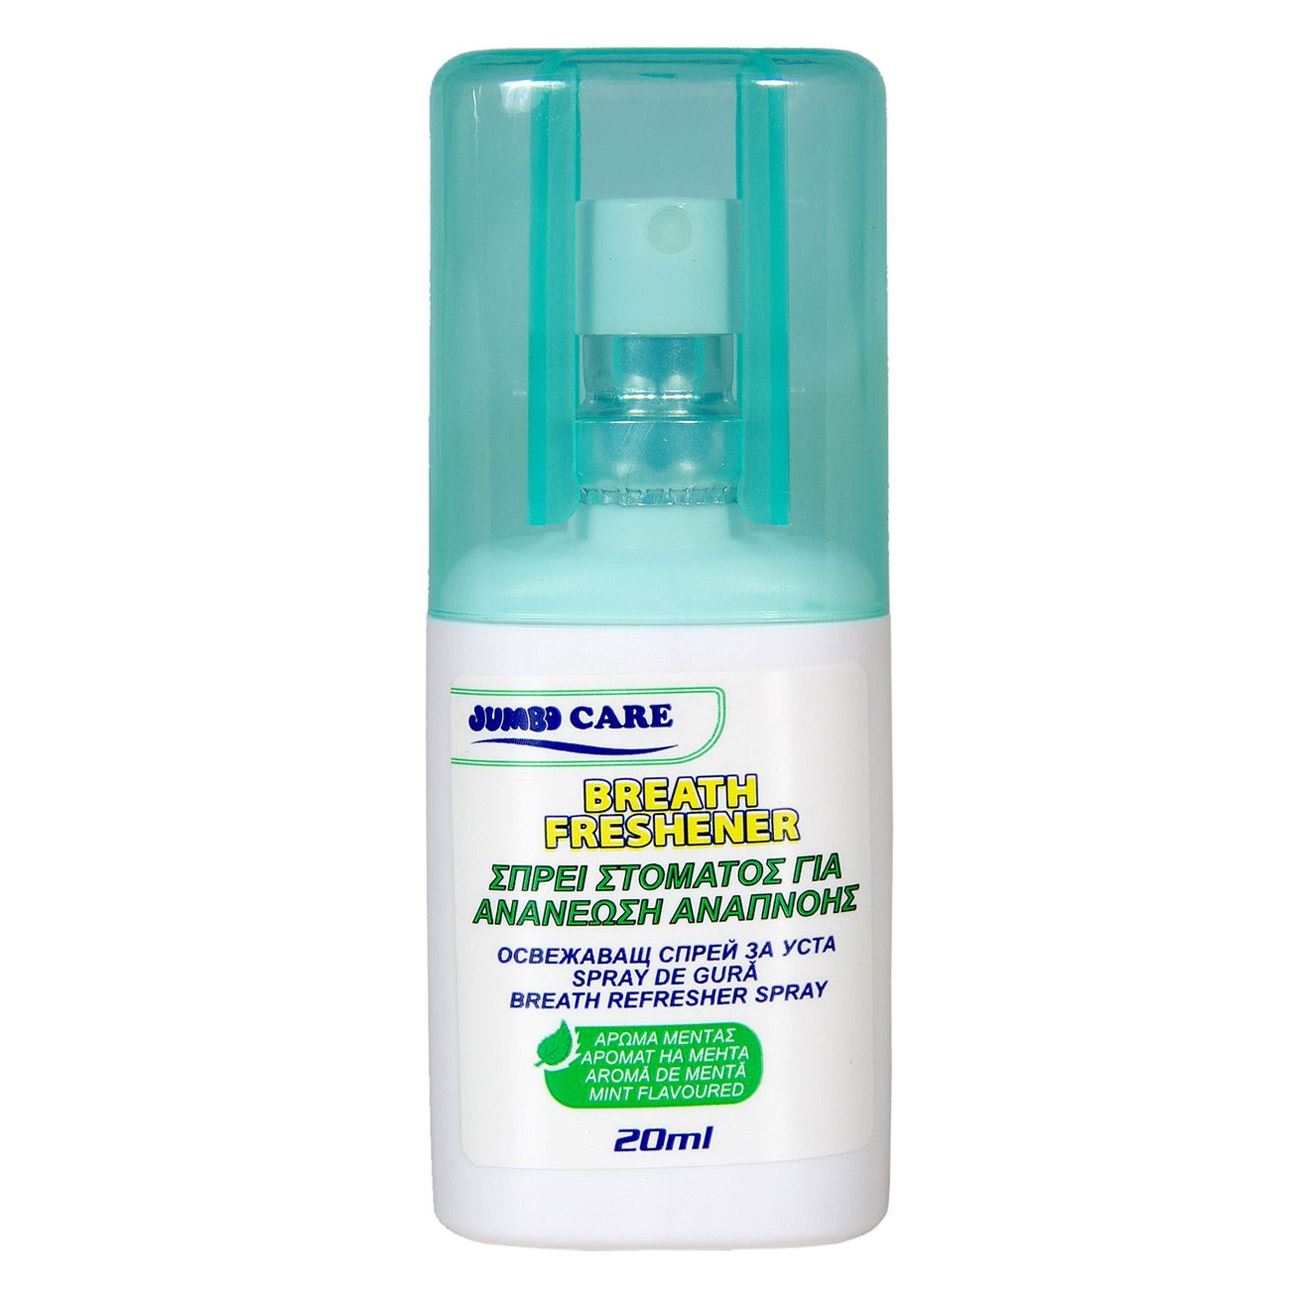 JUMBO CARE
BREATH
FRESHENER
ΣΠΡΕΙ ΣΤΟΜΑΤΟΣ ΓΙΑ
ΑΝΑΝΕΩΣΗ ΑΝΑΠΝΟΗΣ
ОСВЕЖАВАЩ СПРЕЙ ЗА УСТА
SPRAY DE GURĂ
BREATH REFRESHER SPRAY
ΑΡΩΜΑ ΜΕΝΤΑΣ
АРОМАТ НА МЕНТА
AROMĂ DE MENTĂ
MINT FLAVOURED
20ml